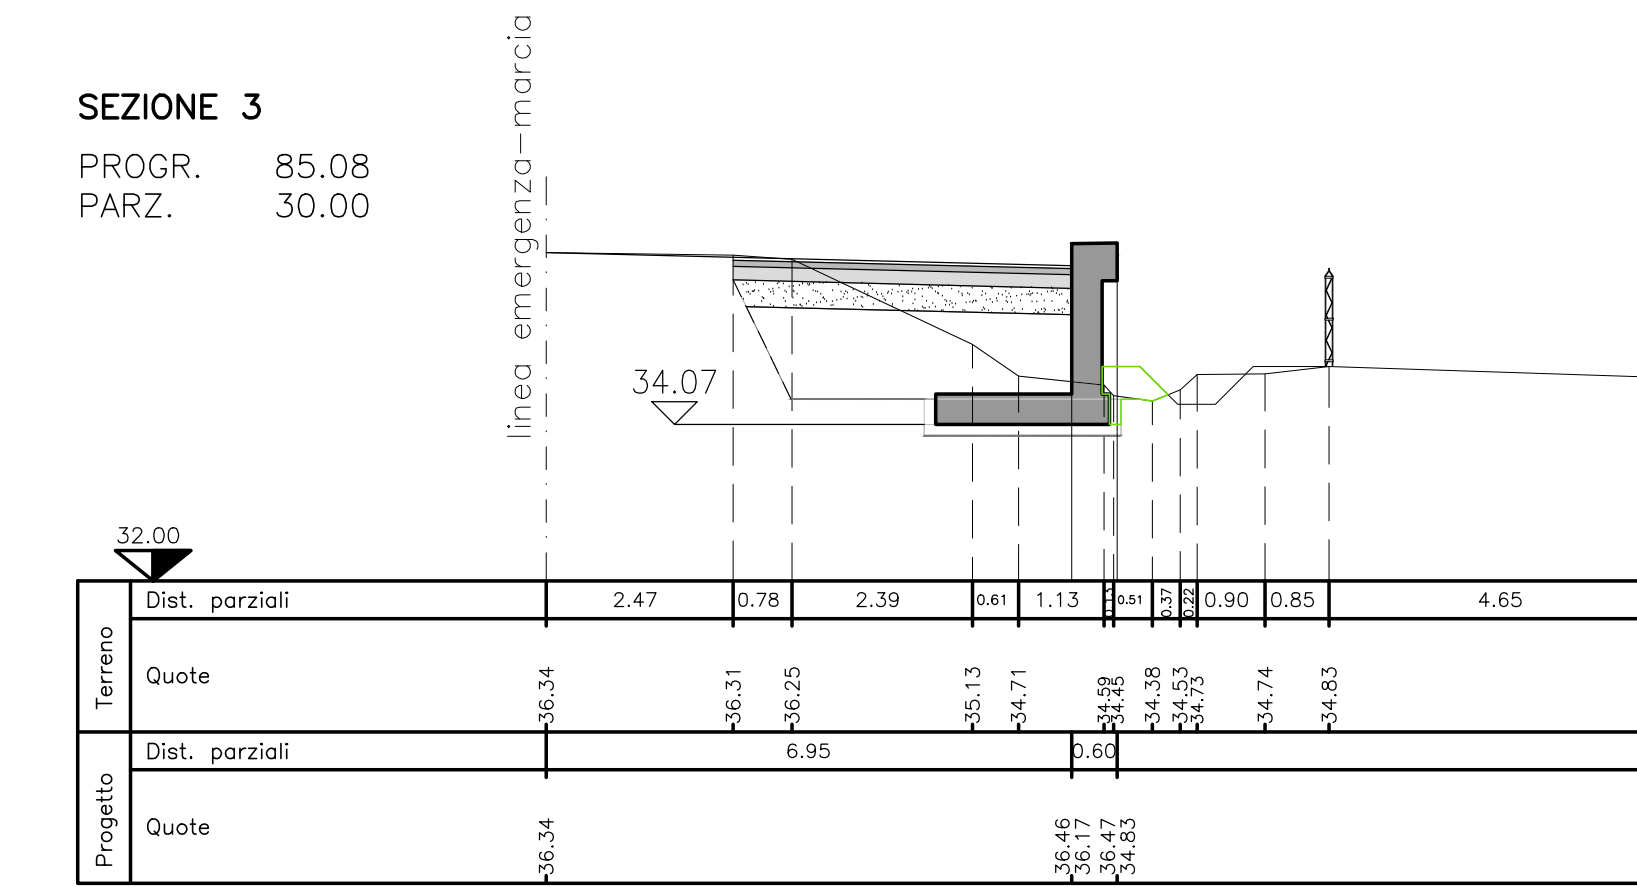 linea emergenza-marcia
SEZIONE 3
PROGR. 85.08
PARZ. 30.00
34.07
32.00
Terreno
Dist. parziali 2.47 0.78 2.39 0.61 1.13 0.13 0.51 0.37 0.22 0.90 0.85 4.65
Quote 36.34 36.31 36.25 35.13 34.71 34.59 34.45 34.38 34.53 34.73 34.74 34.83
Progetto
Dist. parziali 6.95 0.60
Quote 36.34 36.46 36.17 36.47 34.83